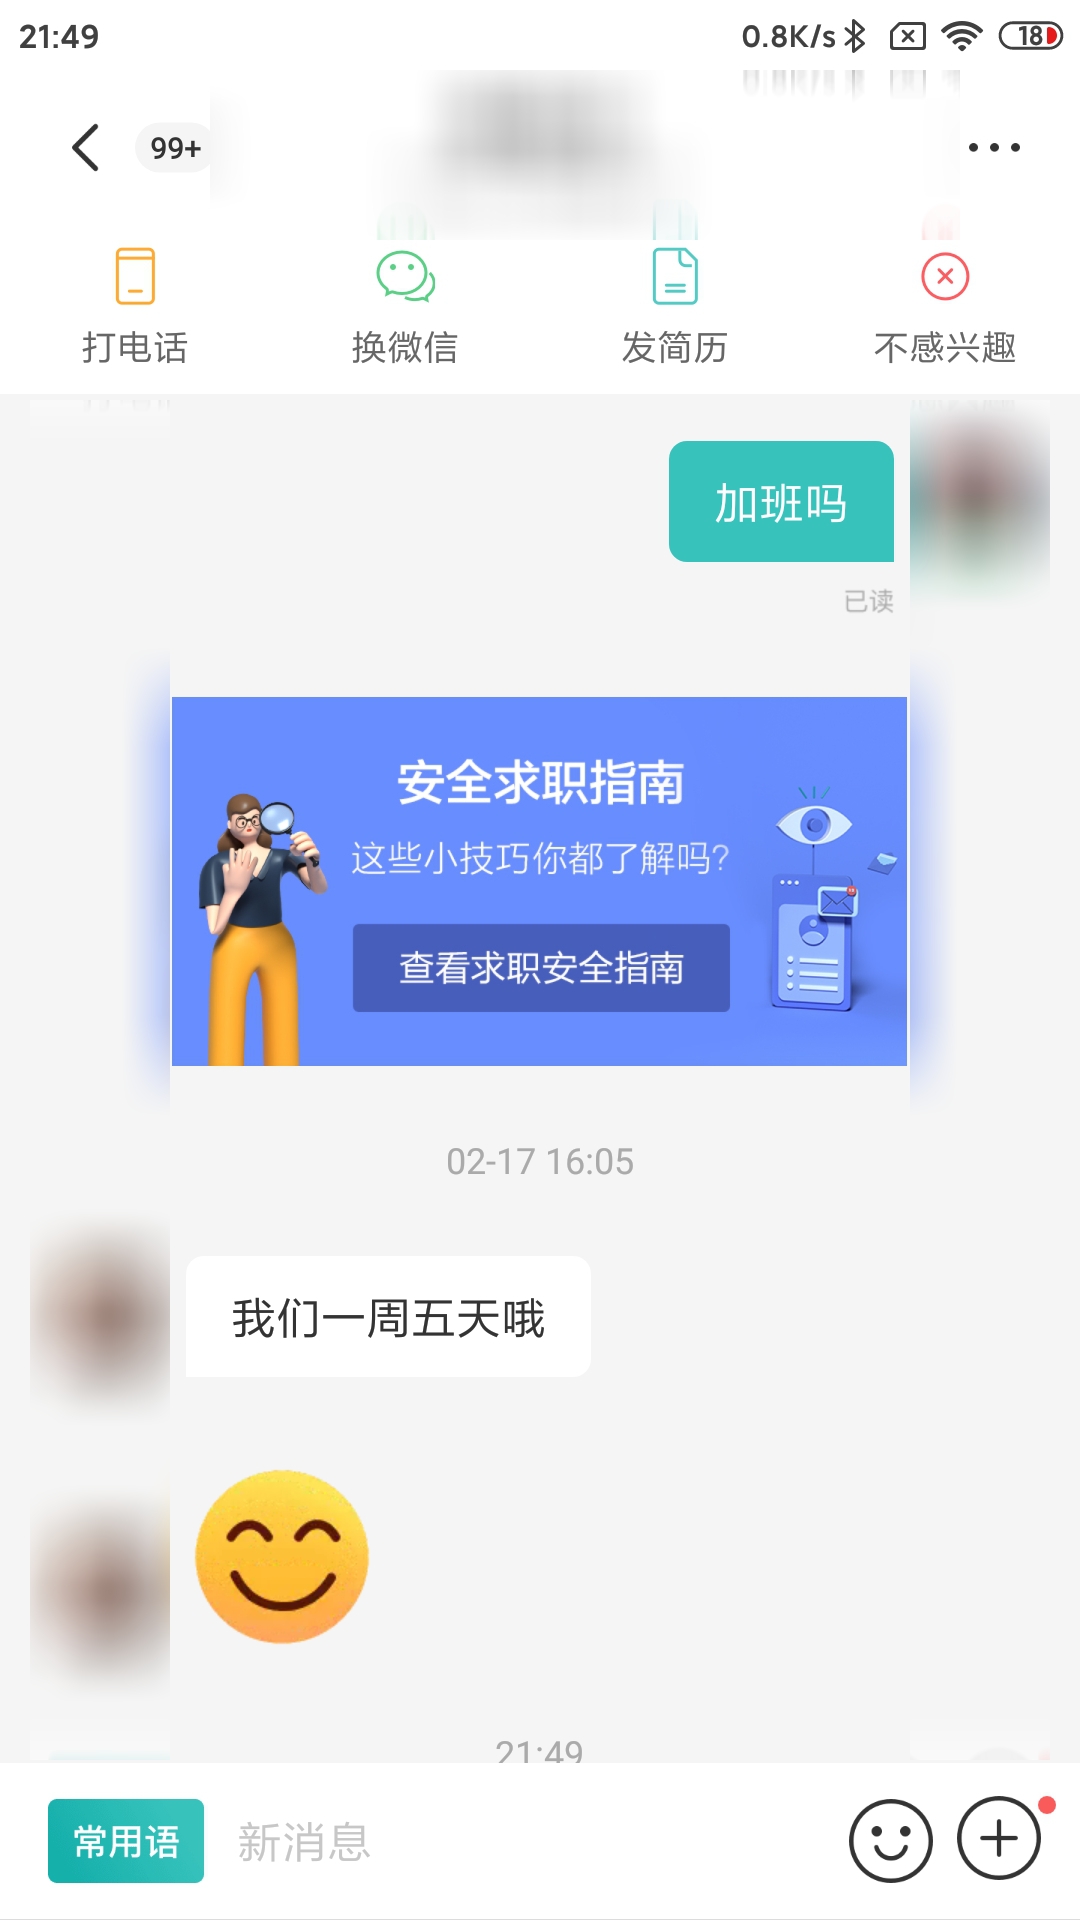 21:49 0.8K/s 18
99+
打电话 换微信 发简历 不感兴趣
加班吗
已读
安全求职指南
这些小技巧你都了解吗?
查看求职安全指南
02-17 16:05
我们一周五天哦
21:49
常用语 新消息